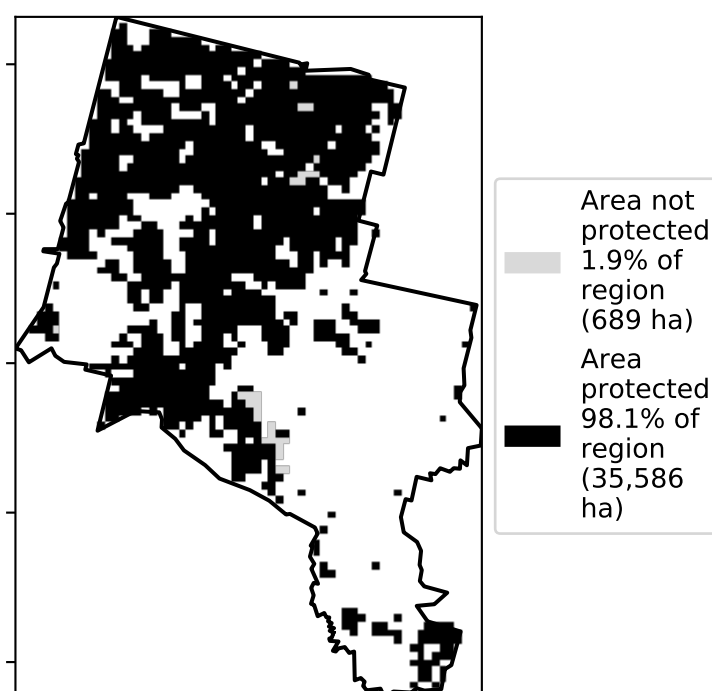 Area not
protected
1.9% of
region
(689 ha)
Area
protected
98.1% of
region
(35,586
ha)